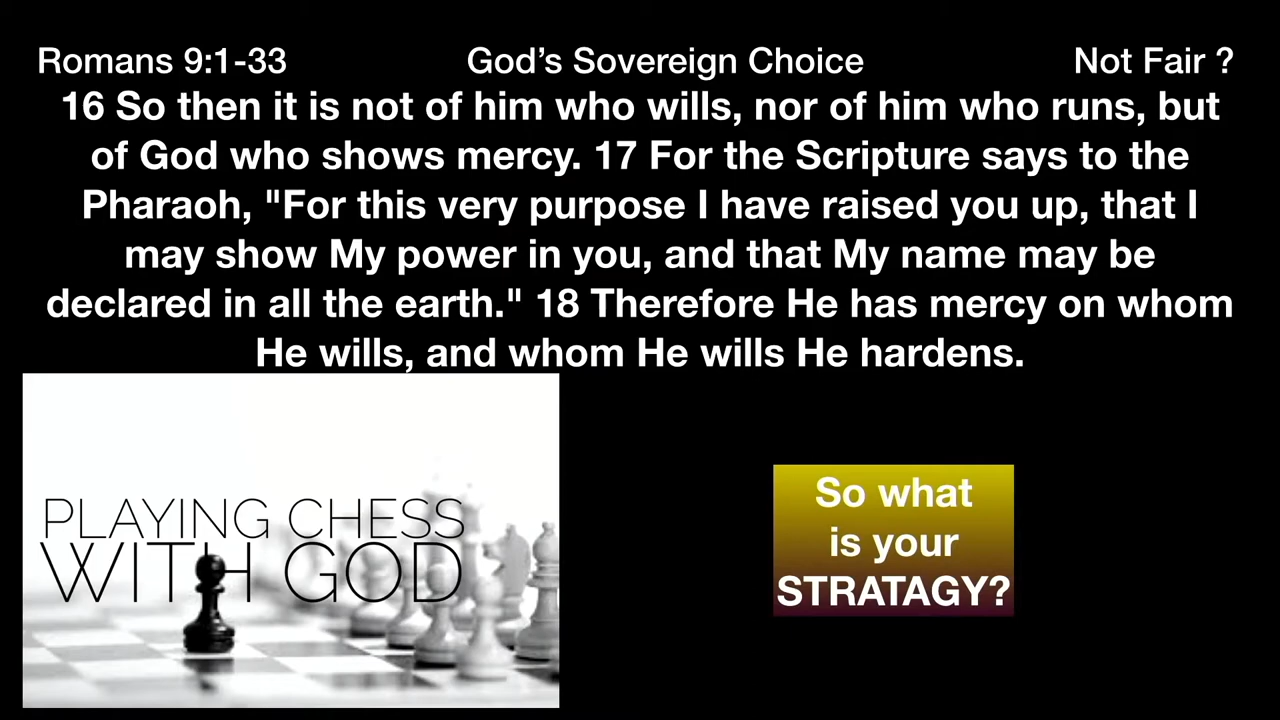 Romans 9:1-33 God’s Sovereign Choice Not Fair ?
16 So then it is not of him who wills, nor of him who runs, but
of God who shows mercy. 17 For the Scripture says to the
Pharaoh, "For this very purpose I have raised you up, that I
may show My power in you, and that My name may be
declared in all the earth." 18 Therefore He has mercy on whom
He wills, and whom He wills He hardens.
PLAYING CHESS
WITH GOD
So what
is your
STRATAGY?